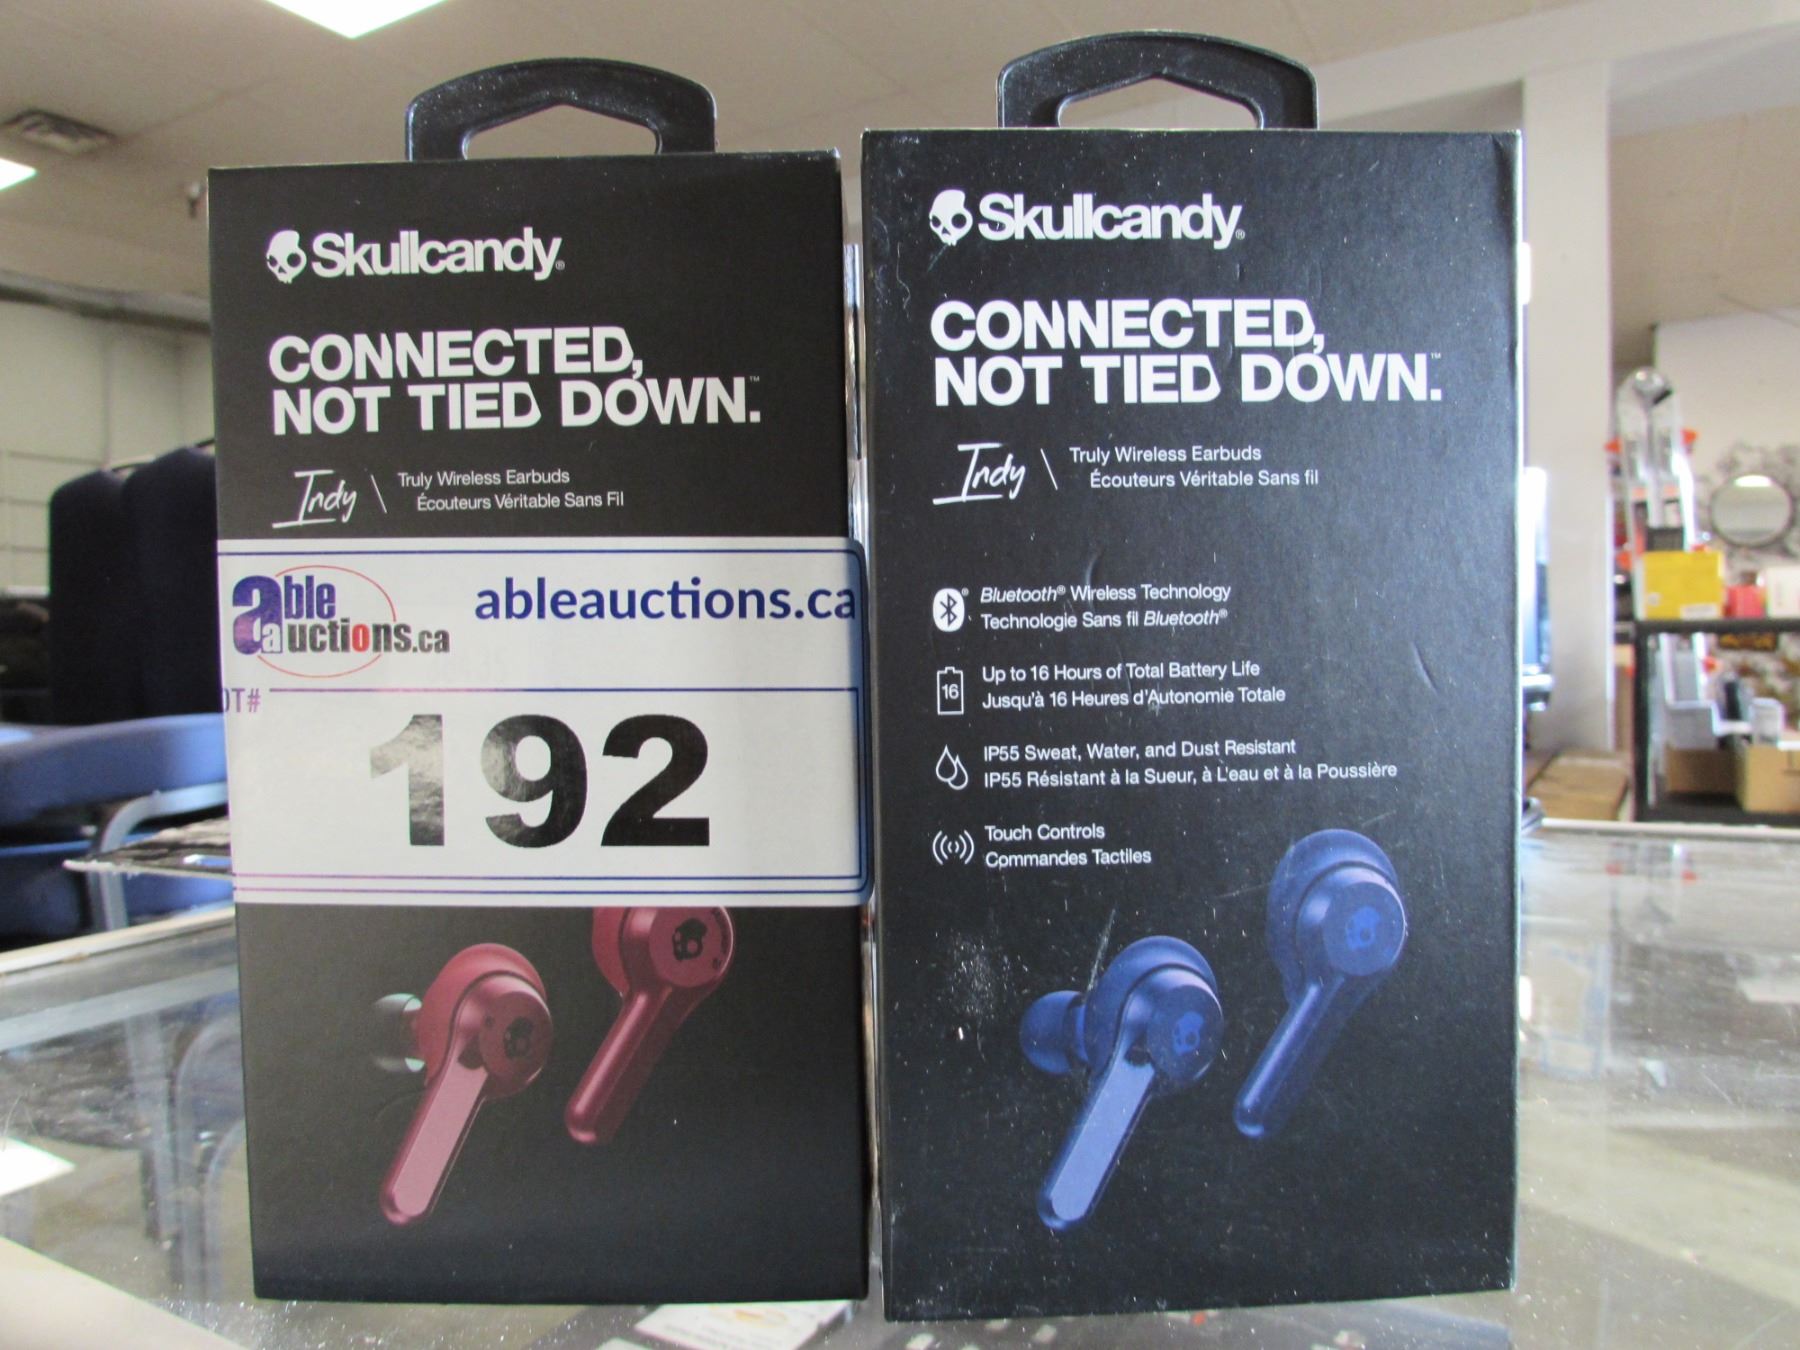 Skullcandy®
CONNECTED,
NOT TIED DOWN.™
Indy \ Truly Wireless Earbuds
Écouteurs Véritable Sans Fil
able auctions.ca
ableauctions.ca
OT#
192
Skullcandy®
CONNECTED,
NOT TIED DOWN.™
Indy \ Truly Wireless Earbuds
Écouteurs Véritable Sans fil
Bluetooth® Wireless Technology
Technologie Sans fil Bluetooth®
16
Up to 16 Hours of Total Battery Life
Jusqu'à 16 Heures d'Autonomie Totale
IP55 Sweat, Water, and Dust Resistant
IP55 Résistant à la Sueur, à L'eau et à la Poussière
Touch Controls
Commandes Tactiles